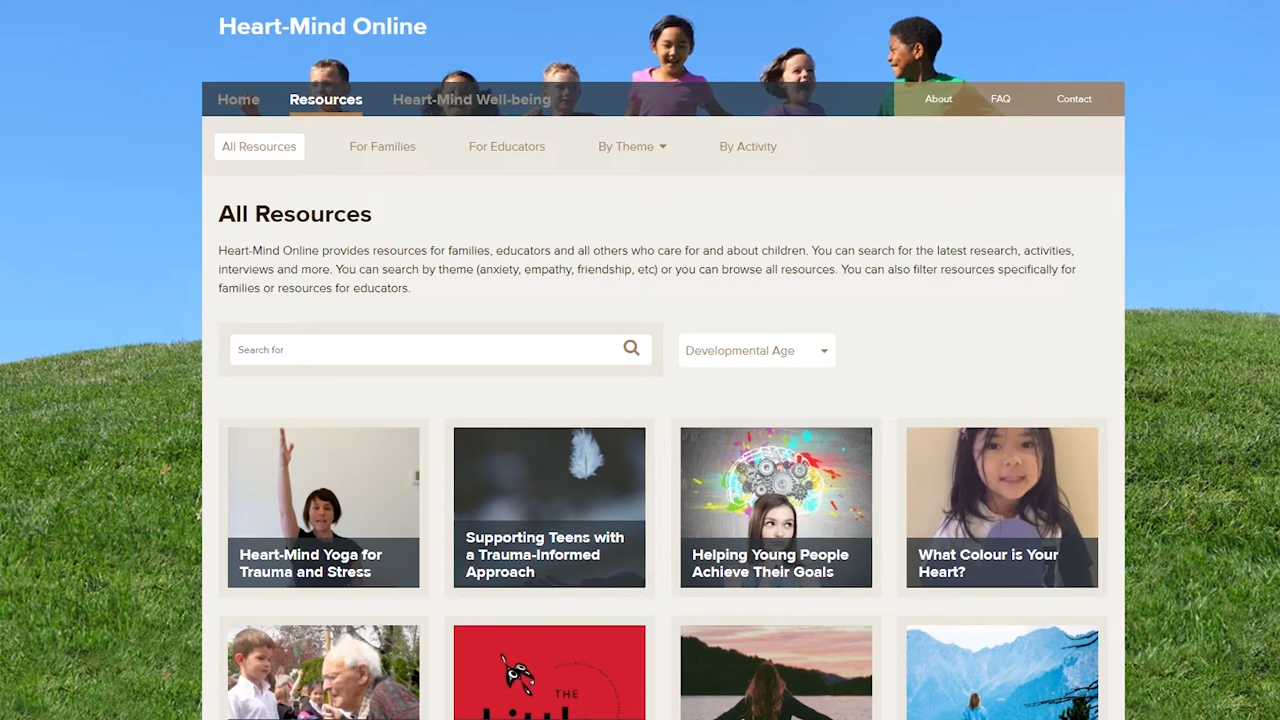 Heart-Mind Online
Home Resources Heart-Mind Well-being About FAQ Contact
All Resources For Families For Educators By Theme By Activity
All Resources
Heart-Mind Online provides resources for families, educators and all others who care for and about children. You can search for the latest research, activities,
interviews and more. You can search by theme (anxiety, empathy, friendship, etc) or you can browse all resources. You can also filter resources specifically for
families or resources for educators.
Search for
Developmental Age
Heart-Mind Yoga for
Trauma and Stress
Supporting Teens with
a Trauma-Informed
Approach
Helping Young People
Achieve Their Goals
What Colour is Your
Heart?
THE